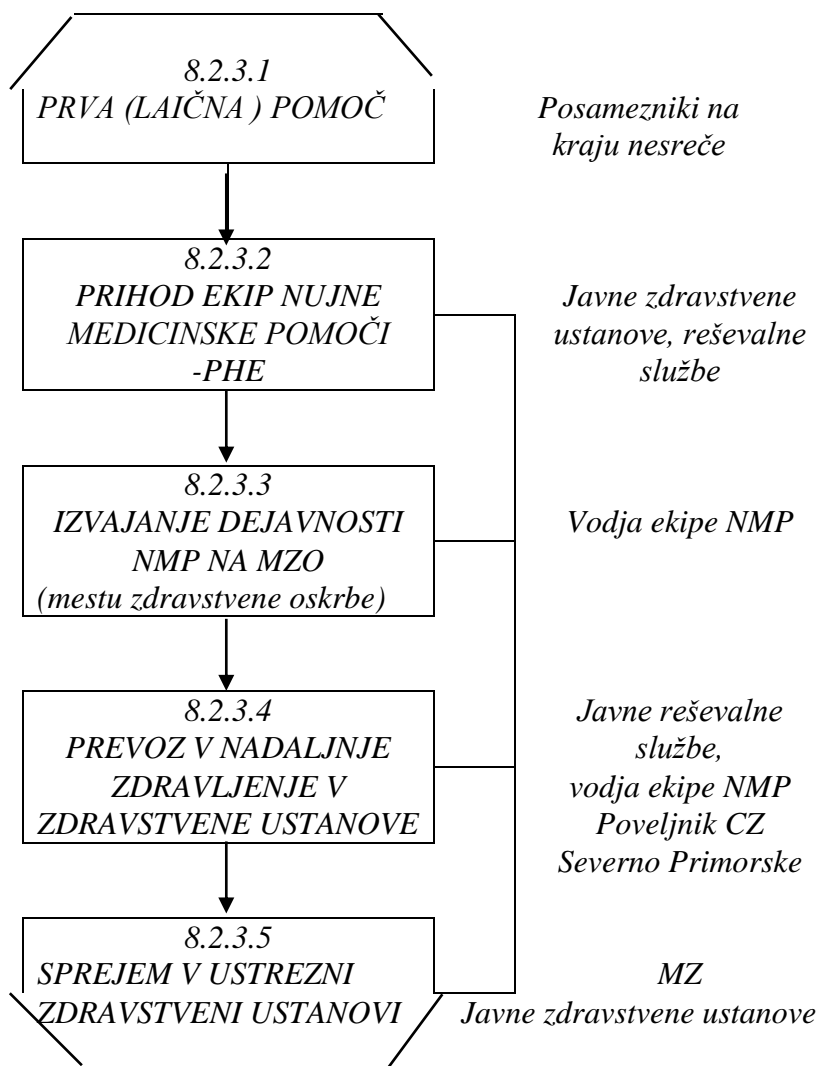 8.2.3.1
PRVA (LAIČNA ) POMOČ
Posamezniki na
kraju nesreče
8.2.3.2
PRIHOD EKIP NUJNE
MEDICINSKE POMOČI
-PHE
Javne zdravstvene
ustanove, reševalne
službe
8.2.3.3
IZVAJANJE DEJAVNOSTI
NMP NA MZO
(mestu zdravstvene oskrbe)
Vodja ekipe NMP
8.2.3.4
PREVOZ V NADALJNJE
ZDRAVLJENJE V
ZDRAVSTVENE USTANOVE
Javne reševalne
službe,
vodja ekipe NMP
Poveljnik CZ
Severno Primorske
8.2.3.5
SPREJEM V USTREZNI
ZDRAVSTVENI USTANOVI
MZ
Javne zdravstvene ustanove